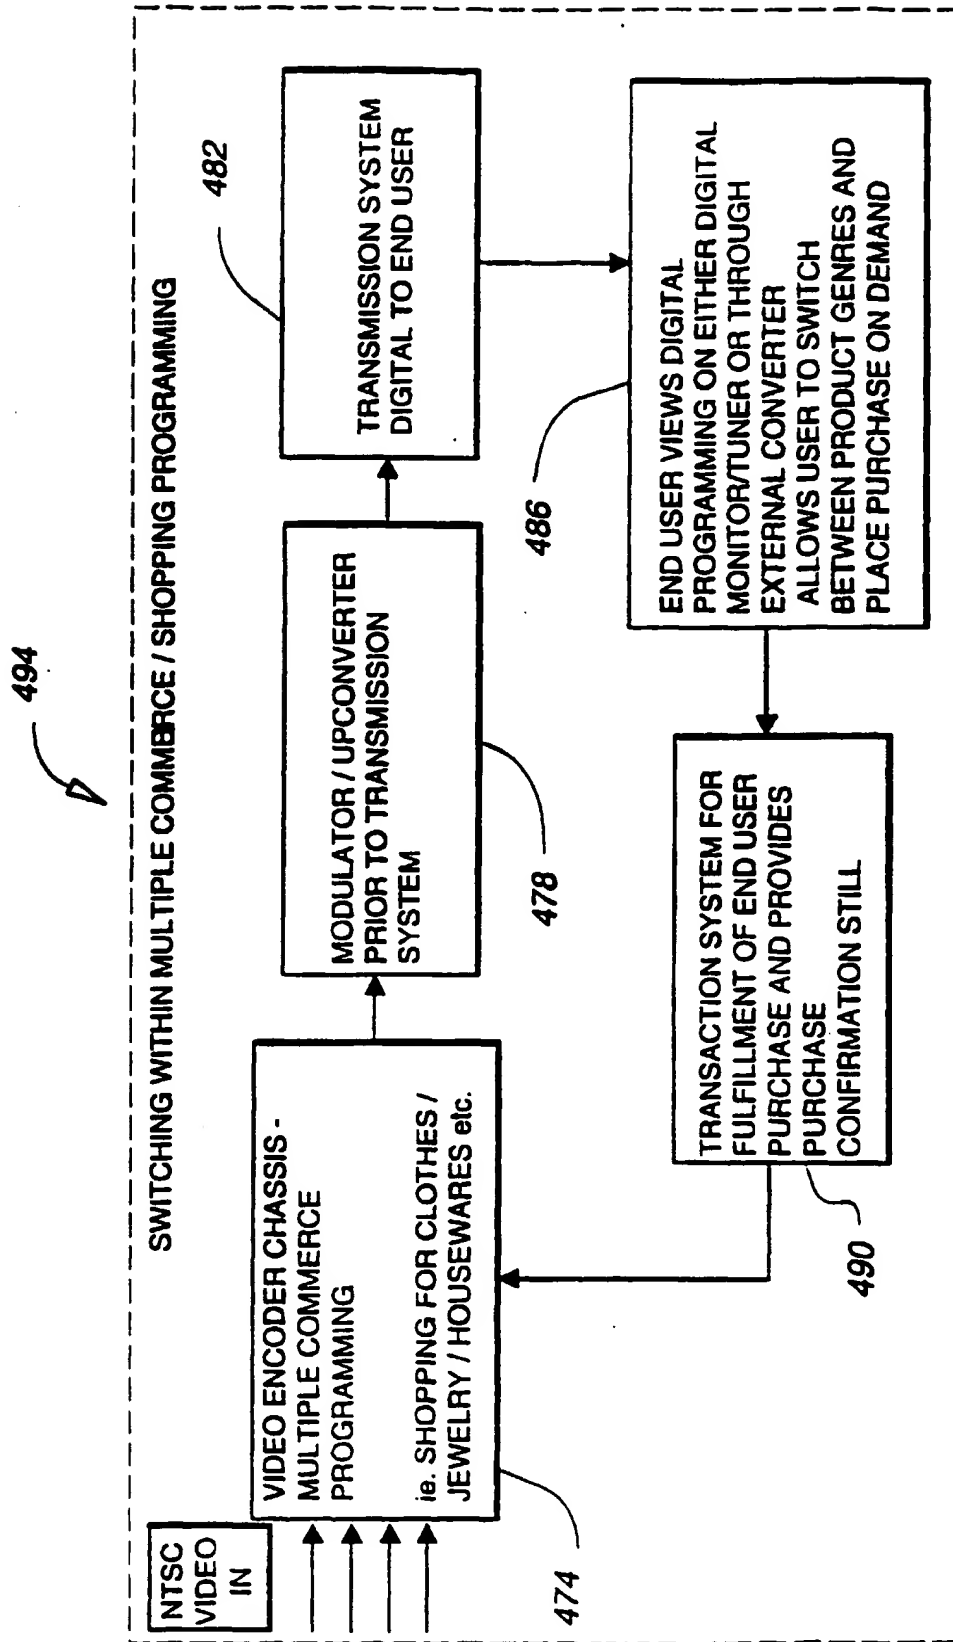 494
SWITCHING WITHIN MULTIPLE COMMERCE / SHOPPING PROGRAMMING
NTSC
VIDEO
IN
VIDEO ENCODER CHASSIS -
MULTIPLE COMMERCE
PROGRAMMING
ie. SHOPPING FOR CLOTHES /
JEWELRY / HOUSEWARES etc.
474
MODULATOR / UPCONVERTER
PRIOR TO TRANSMISSION
SYSTEM
478
TRANSMISSION SYSTEM
DIGITAL TO END USER
482
END USER VIEWS DIGITAL
PROGRAMMING ON EITHER DIGITAL
MONITOR/TUNER OR THROUGH
EXTERNAL CONVERTER
ALLOWS USER TO SWITCH
BETWEEN PRODUCT GENRES AND
PLACE PURCHASE ON DEMAND
486
TRANSACTION SYSTEM FOR
FULFILLMENT OF END USER
PURCHASE AND PROVIDES
PURCHASE
CONFIRMATION STILL
490